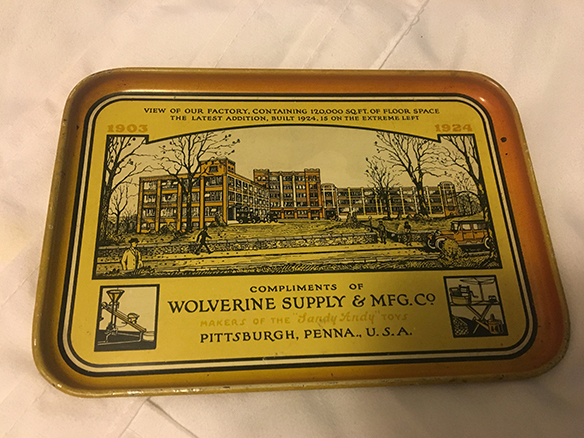 VIEW OF OUR FACTORY, CONTAINING 120,000 SQ.FT. OF FLOOR SPACE
THE LATEST ADDITION, BUILT 1924, IS ON THE EXTREME LEFT
1903 1924
COMPLIMENTS OF
WOLVERINE SUPPLY & MFG. CO
MAKERS OF THE "Sandy Andy" TOYS
PITTSBURGH, PENNA., U.S.A.